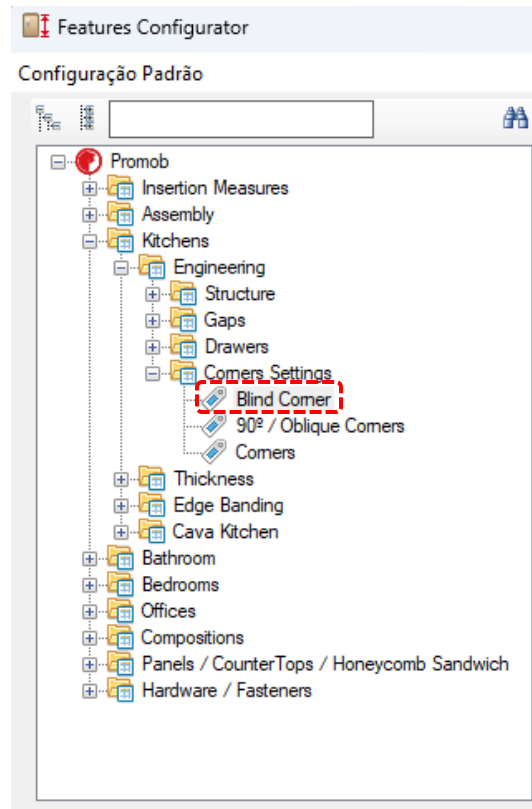 Features Configurator
Configuração Padrão
Promob
Insertion Measures
Assembly
Kitchens
Engineering
Structure
Gaps
Drawers
Corners Settings
Blind Corner
90º / Oblique Corners
Corners
Thickness
Edge Banding
Cava Kitchen
Bathroom
Bedrooms
Offices
Compositions
Panels / CounterTops / Honeycomb Sandwich
Hardware / Fasteners